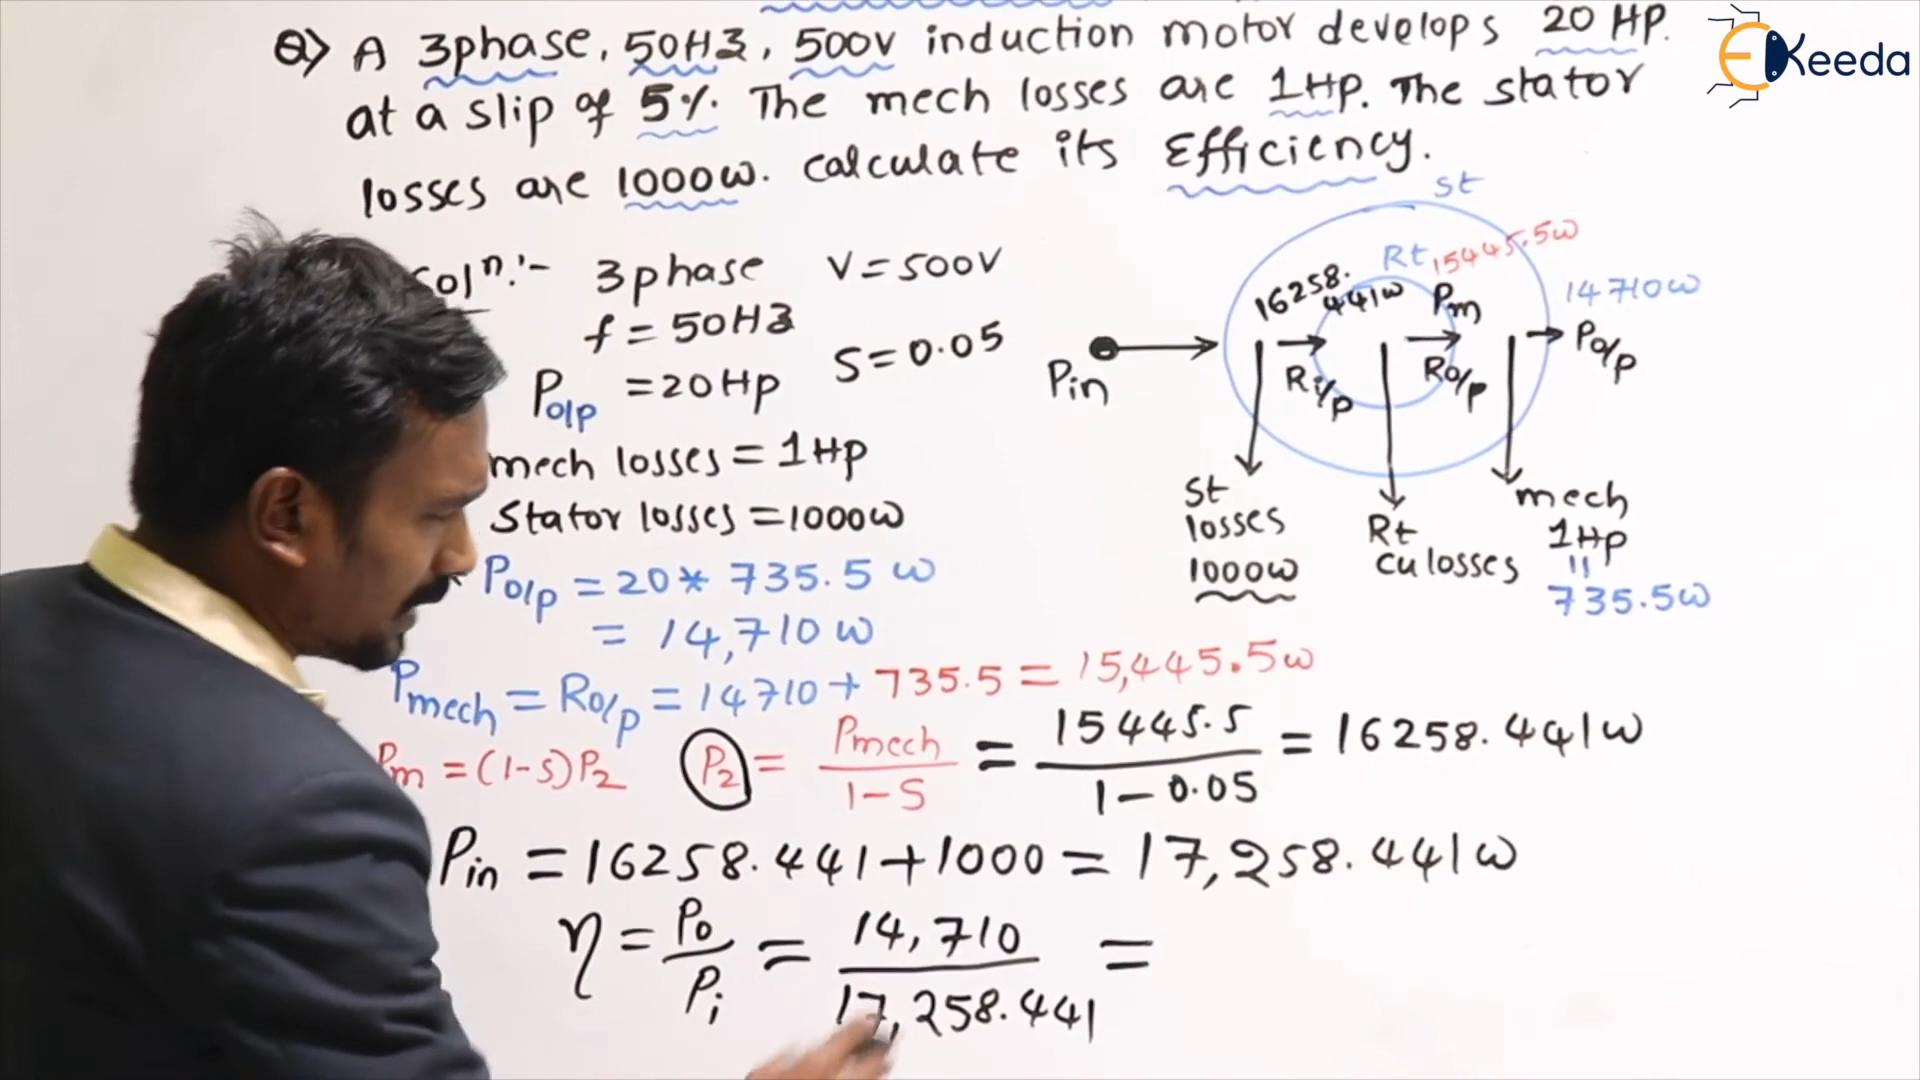 Q) A 3phase, 50Hz, 500V induction motor develops 20 HP.
at a slip of 5%. The mech losses are 1Hp. The stator
losses are 1000w. calculate its Efficiency.
EKeeda
Soln:- 3phase V=500V
f=50Hz S=0.05
Po/p =20Hp
mech losses=1Hp
Stator losses=1000w
Po/p =20* 735.5 w
= 14,710 w
Pmech = Ro/p = 14710+ 735.5 = 15,445.5w
Pm =(1-S)P2 P2 = Pmech/1-S = 15445.5/1-0.05 = 16258.441w
Pin =16258.441+1000 = 17,258.441w
η = Po/Pi = 14,710/17,258.441 =
St
Rt 15445.5w
16258.441w Pm 14710w
Pin Ri/p Ro/p Po/p
St losses 1000w
Rt cu losses
mech 1Hp = 735.5w